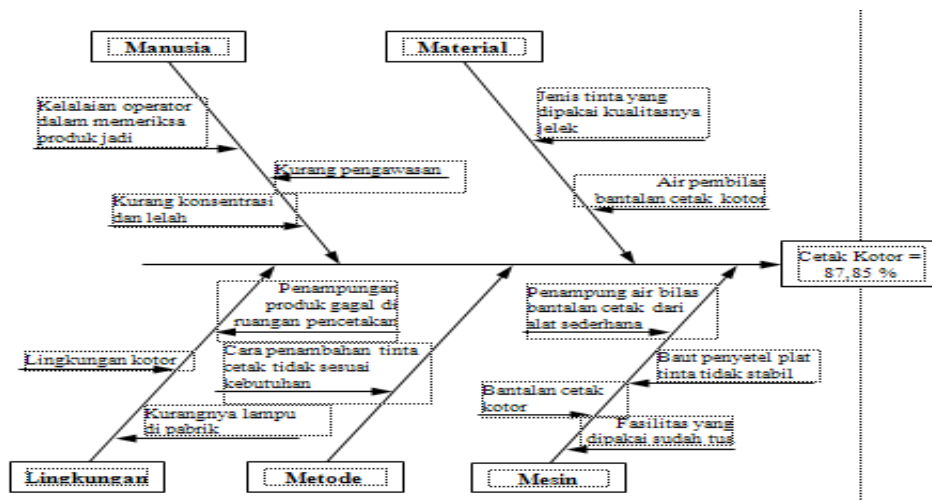 Manusia
Material
Kelalaian operator
dalam memeriksa
produk jadi
Jenis tinta yang
dipakai kualitasnya
jelek
Kurang pengawasan
Air pembilas
bantalan cetak kotor
Kurang konsentrasi
dan lelah
Cetak Kotor =
87,85 %
Penampungan
produk gagal di
ruangan pencetakan
Penampung air bilas
bantalan cetak dari
alat sederhana
Lingkungan kotor
Cara penambahan tinta
cetak tidak sesuai
kebutuhan
Baut penyetel plat
tinta tidak stabil
Bantalan cetak
kotor
Kurangnya lampu
di pabrik
Fasilitas yang
dipakai sudah tua
Lingkungan
Metode
Mesin